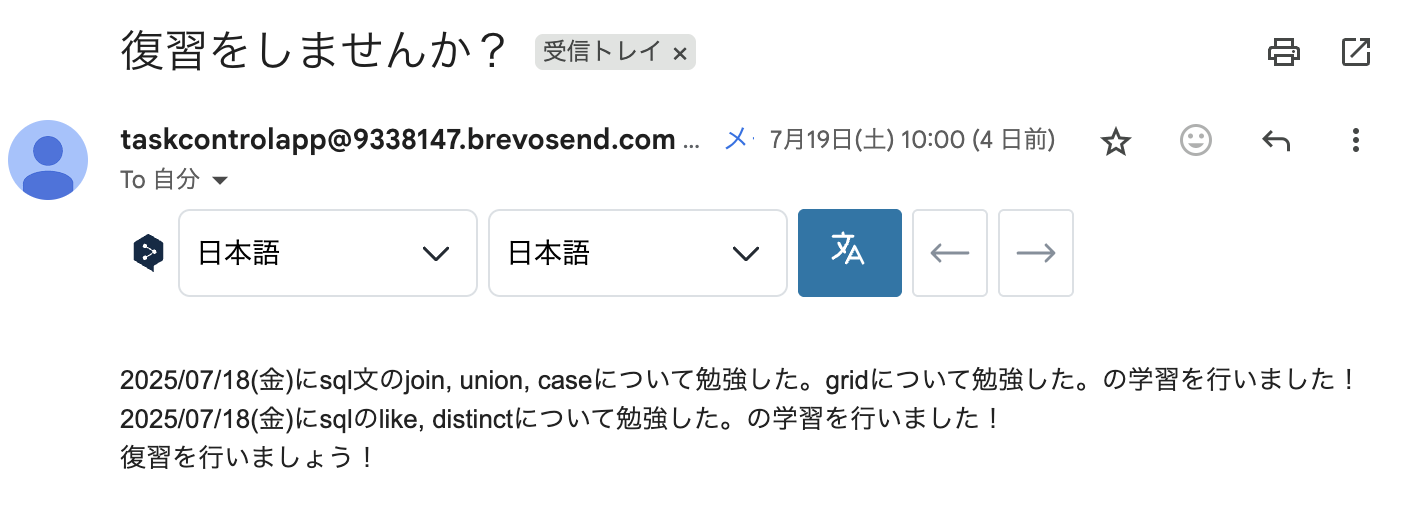 復習をしませんか？ 受信トレイ ×
taskcontrolapp@9338147.brevosend.com ... 7月19日(土) 10:00 (4 日前)
To 自分
日本語 日本語
2025/07/18(金)にsql文のjoin, union, caseについて勉強した。gridについて勉強した。の学習を行いました！
2025/07/18(金)にsqlのlike, distinctについて勉強した。の学習を行いました！
復習を行いましょう！